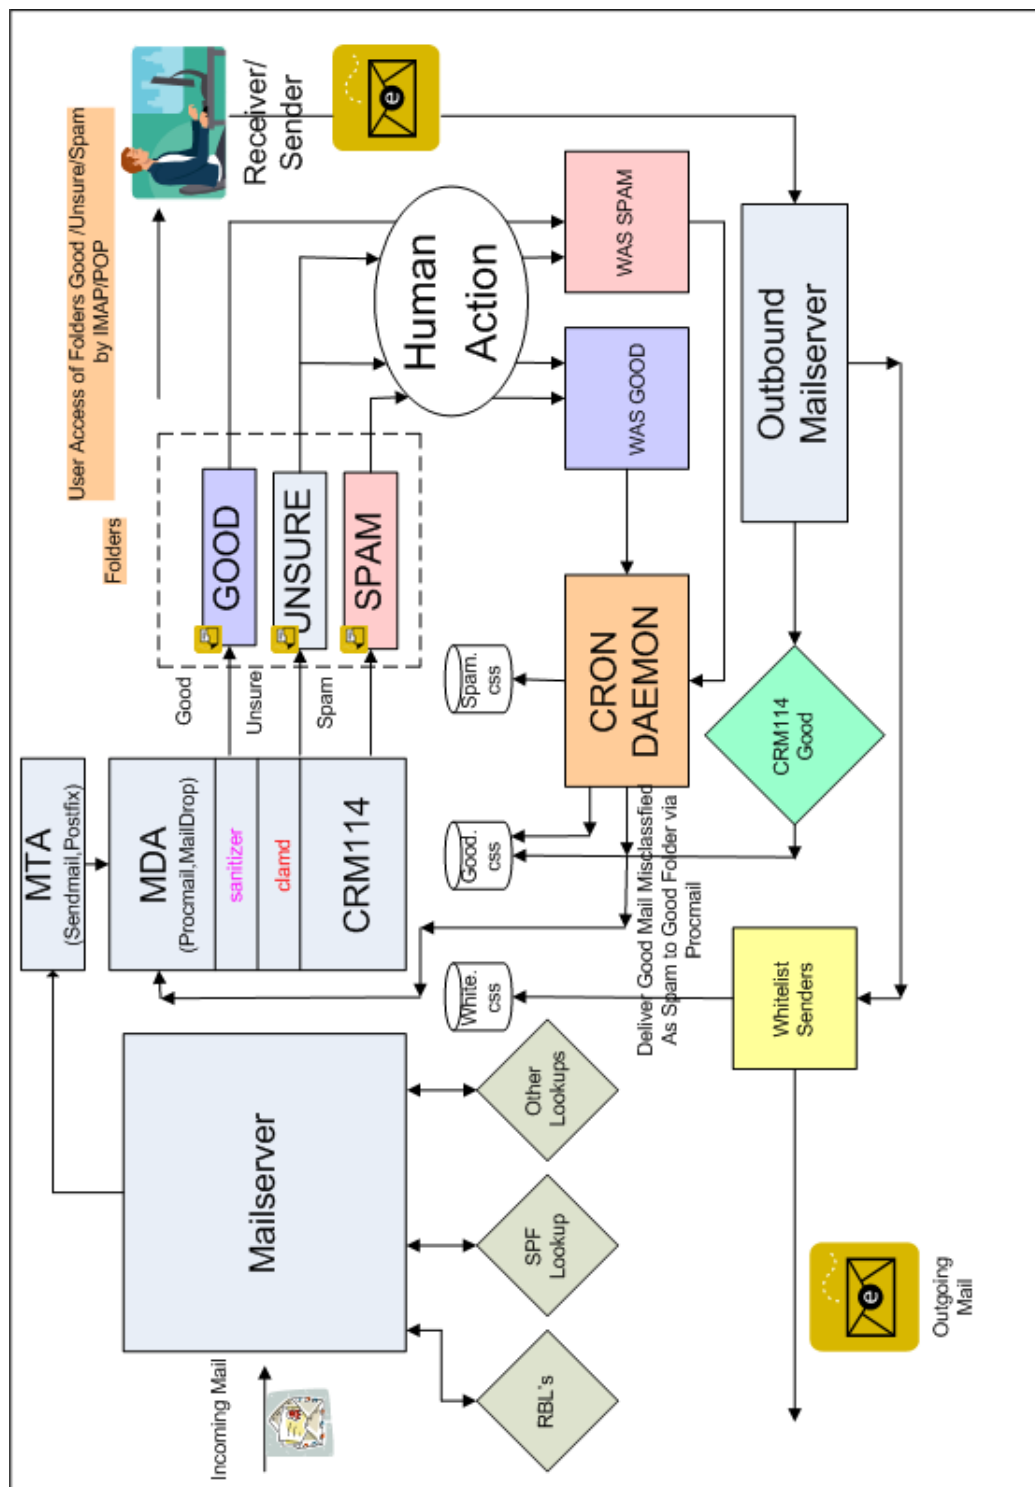 Incoming Mail
Mailserver
RBL's
SPF
Lookup
Other
Lookups
MTA
(Sendmail,Postfix)
MDA
(Procmail,MailDrop)
sanitizer
clamd
CRM114
Good
Unsure
Spam
Folders
GOOD
UNSURE
SPAM
User Access of Folders Good /Unsure/Spam
by IMAP/POP
Receiver/
Sender
e
Human
Action
WAS GOOD
WAS SPAM
CRON
DAEMON
Spam.
css
Good.
css
White.
css
Deliver Good Mail Misclassfied
As Spam to Good Folder via
Procmail
Outbound
Mailserver
CRM114
Good
Whitelist
Senders
e
Outgoing
Mail